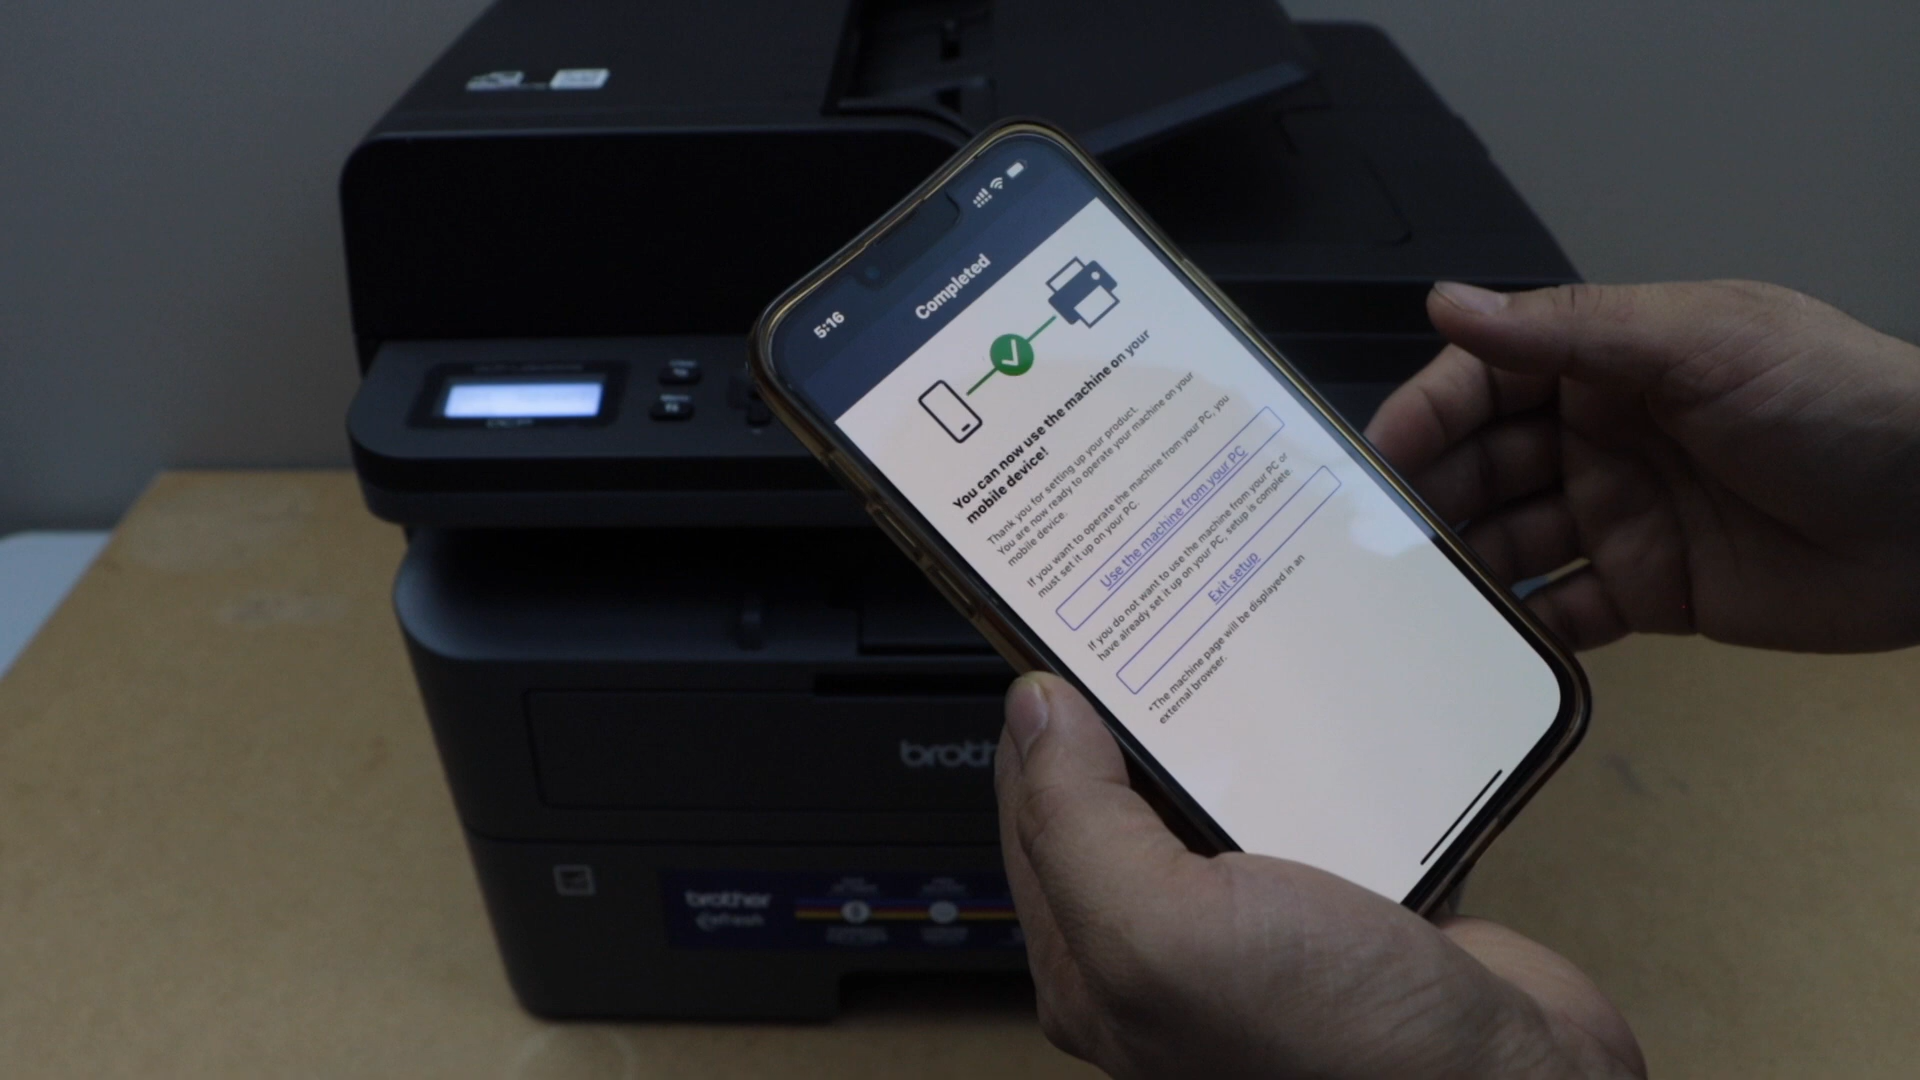 5:16
Completed
You can now use the machine on your
mobile device!
Thank you for setting up your product.
You are now ready to operate your machine on your
mobile device.
If you want to operate the machine from your PC, you
must set it up on your PC.
Use the machine from your PC
If you do not want to use the machine from your PC or
have already set it up on your PC, setup is complete.
Exit setup
*The machine page will be displayed in an
external browser.
broth
brother
refresh